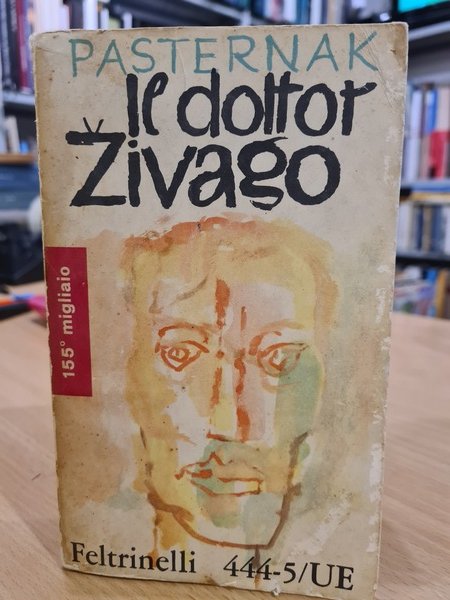 PASTERNAK
Il dottor
Živago
155° migliaio
Feltrinelli 444-5/UE